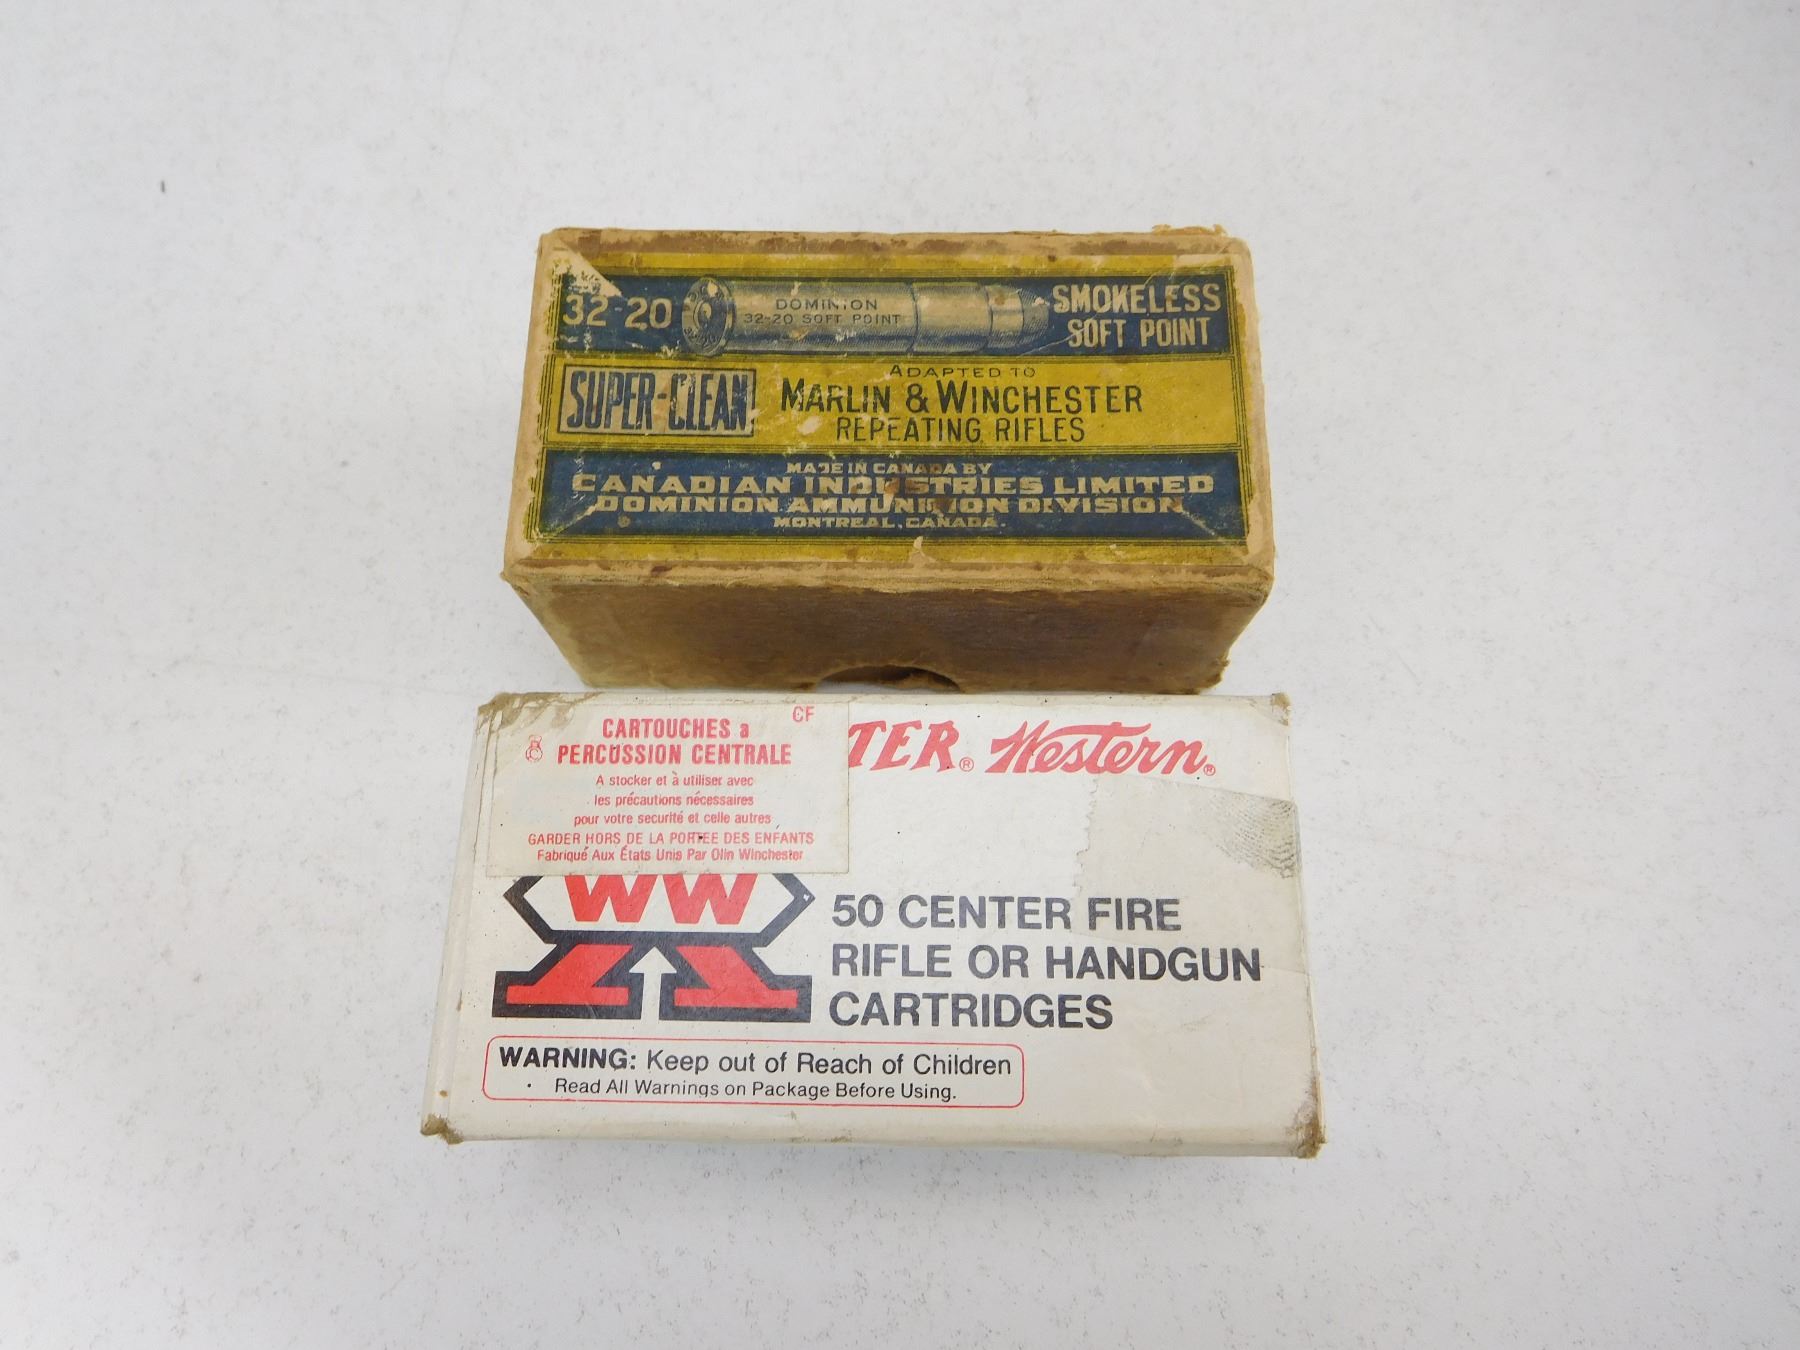 32-20
DOMINION
32-20 SOFT POINT
SMOKELESS
SOFT POINT
SUPER-CLEAN
ADAPTED TO
MARLIN & WINCHESTER
REPEATING RIFLES
MADE IN CANADA BY
CANADIAN INDUSTRIES LIMITED
DOMINION AMMUNITION DIVISION
MONTREAL, CANADA.
CF
CARTOUCHES a
PERCUSSION CENTRALE
A stocker et à utiliser avec
les précautions nécessaires
pour votre securité et celle autres
GARDER HORS DE LA PORTEE DES ENFANTS
Fabriqué Aux États Unis Par Olin Winchester
TER® Western®
WW
50 CENTER FIRE
RIFLE OR HANDGUN
CARTRIDGES
WARNING: Keep out of Reach of Children
Read All Warnings on Package Before Using.